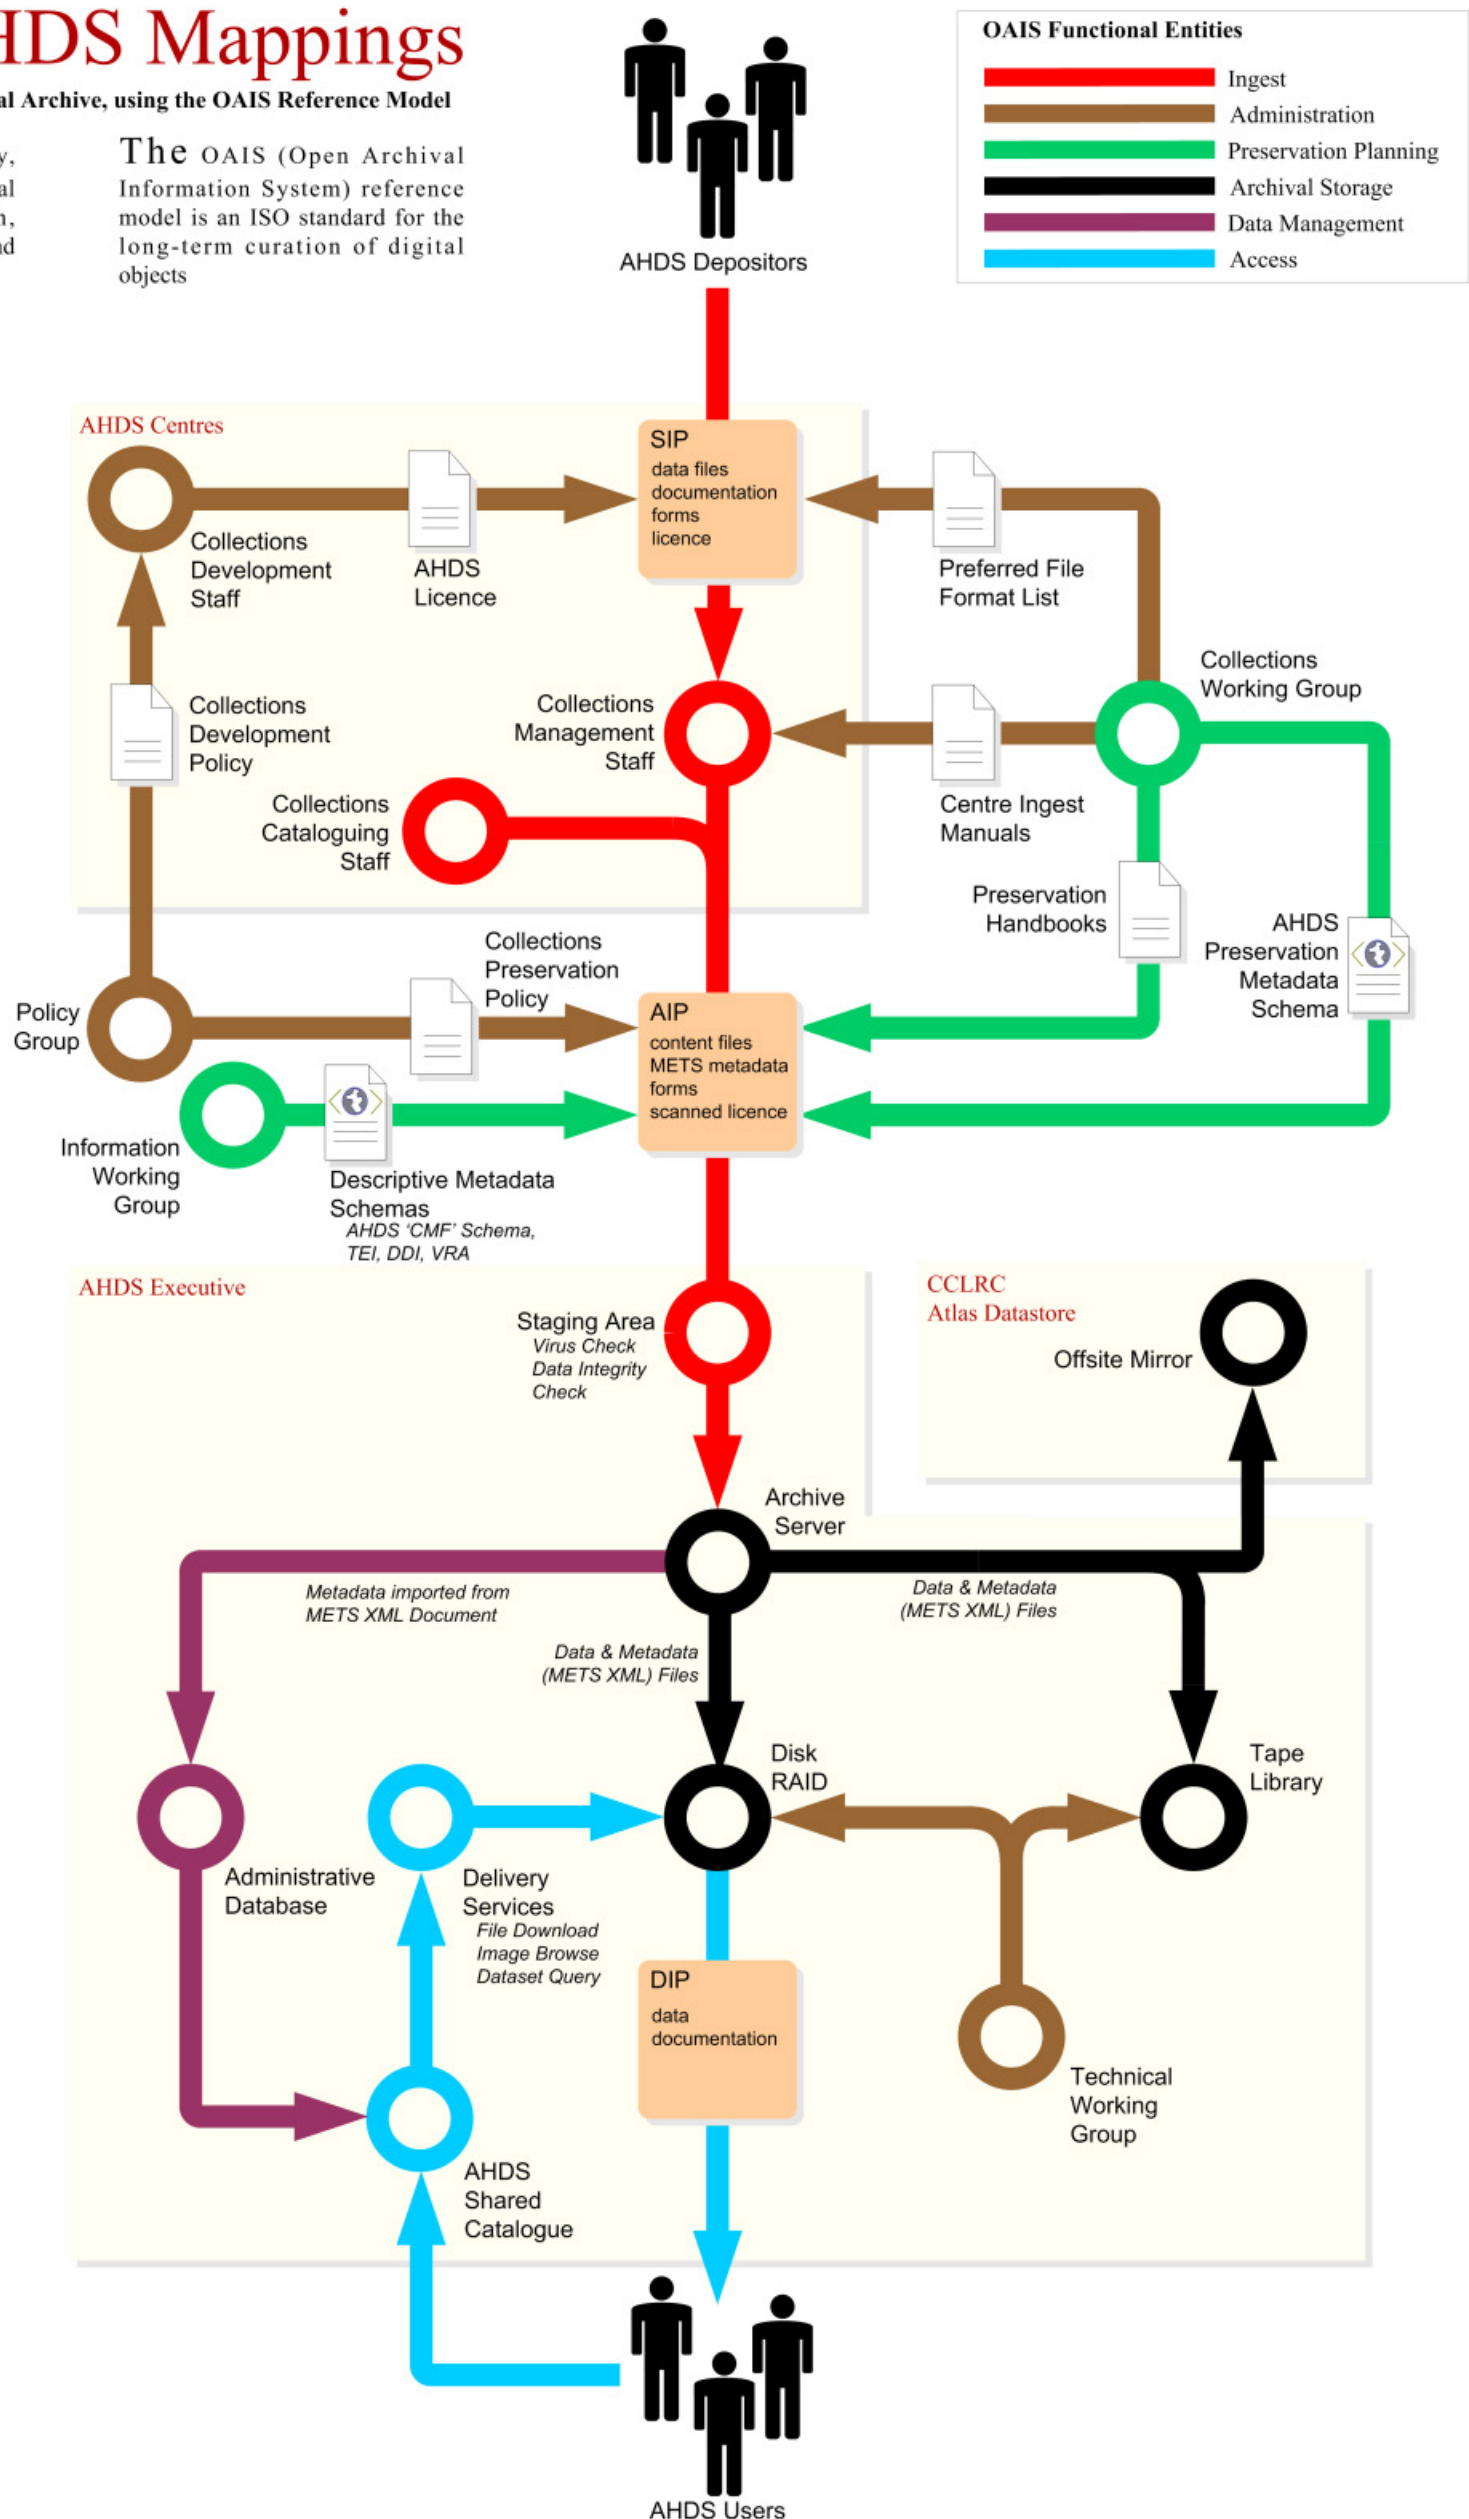 HDS Mappings
al Archive, using the OAIS Reference Model
y,
al
n,
nd
The OAIS (Open Archival
Information System) reference
model is an ISO standard for the
long-term curation of digital
objects
AHDS Depositors
OAIS Functional Entities
Ingest
Administration
Preservation Planning
Archival Storage
Data Management
Access
AHDS Centres
SIP
data files
documentation
forms
licence
Collections
Development
Staff
AHDS
Licence
Preferred File
Format List
Collections
Working Group
Collections
Development
Policy
Collections
Management
Staff
Collections
Cataloguing
Staff
Centre Ingest
Manuals
Preservation
Handbooks
AHDS
Preservation
Metadata
Schema
Collections
Preservation
Policy
Policy
Group
AIP
content files
METS metadata
forms
scanned licence
Information
Working
Group
Descriptive Metadata
Schemas
AHDS ‘CMF’ Schema,
TEI, DDI, VRA
AHDS Executive
Staging Area
Virus Check
Data Integrity
Check
CCLRC
Atlas Datastore
Offsite Mirror
Archive
Server
Metadata imported from
METS XML Document
Data & Metadata
(METS XML) Files
Data & Metadata
(METS XML) Files
Disk
RAID
Tape
Library
Administrative
Database
Delivery
Services
File Download
Image Browse
Dataset Query
DIP
data
documentation
Technical
Working
Group
AHDS
Shared
Catalogue
AHDS Users